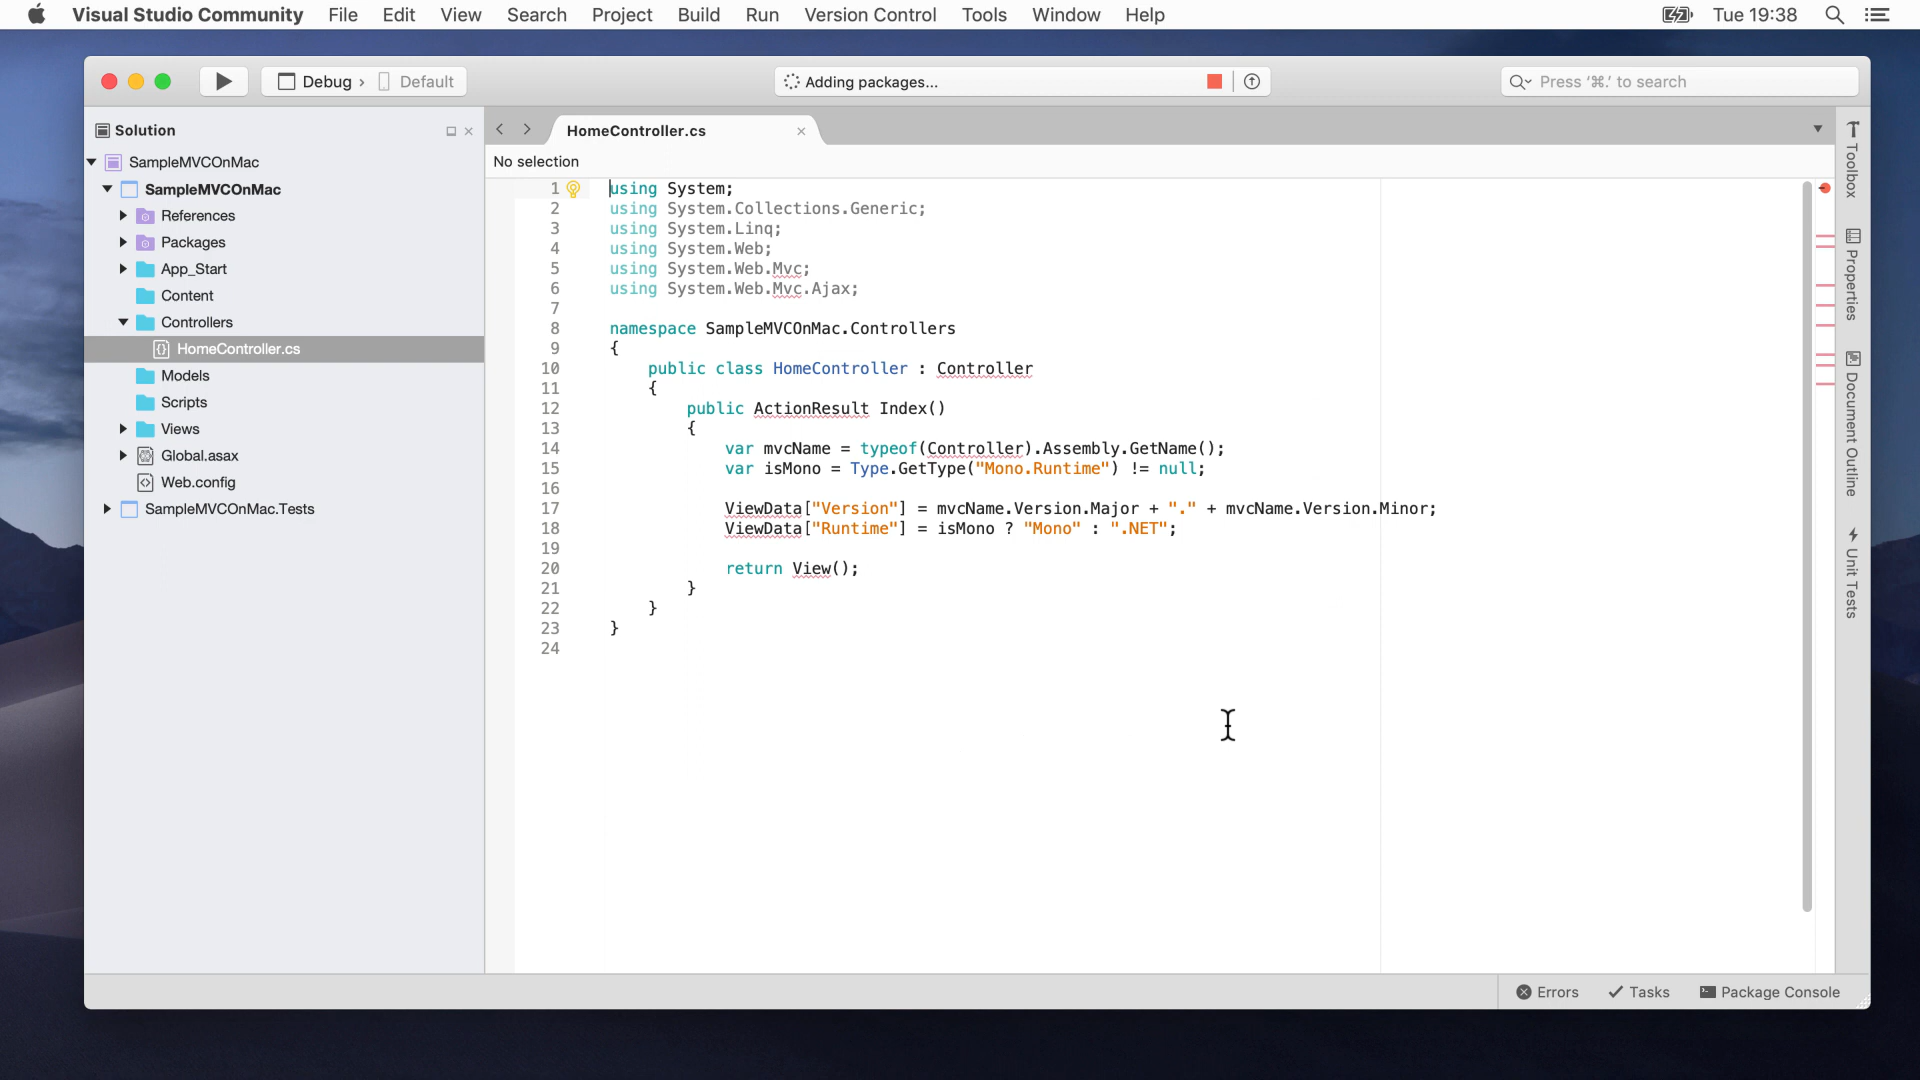 Visual Studio Community File Edit View Search Project Build Run Version Control Tools Window Help Tue 19:38
Debug › Default
Adding packages...
Press '⌘.' to search
Solution
SampleMVCOnMac
SampleMVCOnMac
References
Packages
App_Start
Content
Controllers
HomeController.cs
Models
Scripts
Views
Global.asax
Web.config
SampleMVCOnMac.Tests
HomeController.cs
No selection
1 using System;
2 using System.Collections.Generic;
3 using System.Linq;
4 using System.Web;
5 using System.Web.Mvc;
6 using System.Web.Mvc.Ajax;
7
8 namespace SampleMVCOnMac.Controllers
9 {
10 public class HomeController : Controller
11 {
12 public ActionResult Index()
13 {
14 var mvcName = typeof(Controller).Assembly.GetName();
15 var isMono = Type.GetType("Mono.Runtime") != null;
16
17 ViewData["Version"] = mvcName.Version.Major + "." + mvcName.Version.Minor;
18 ViewData["Runtime"] = isMono ? "Mono" : ".NET";
19
20 return View();
21 }
22 }
23 }
24
Toolbox
Properties
Document Outline
Unit Tests
Errors Tasks Package Console